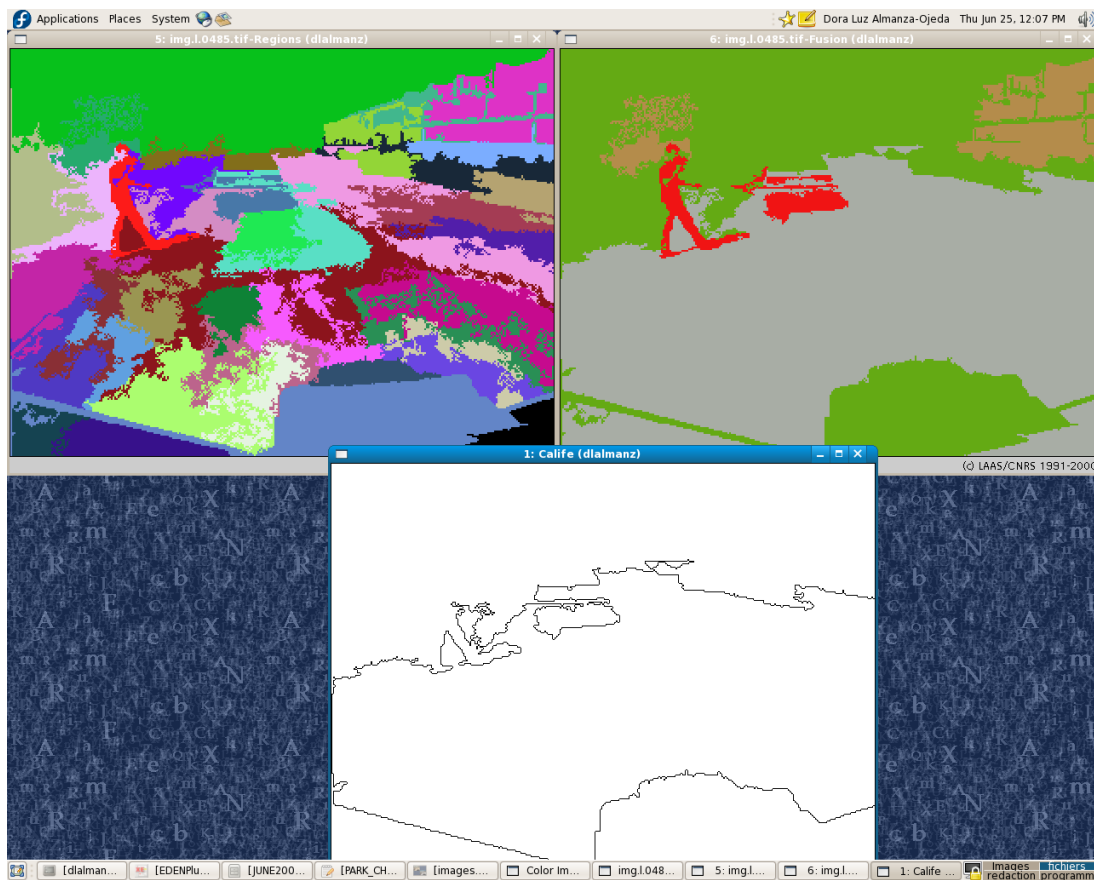 Applications Places System Dora Luz Almanza-Ojeda Thu Jun 25, 12:07 PM
5: img.l.0485.tif-Regions (dlalmanz)
6: img.l.0485.tif-Fusion (dlalmanz)
1: Calife (dlalmanz)
(c) LAAS/CNRS 1991-2000
[dlalman... [EDENPlu... [JUNE200... [PARK_CH... [images.... Color Im... img.l.048... 5: img.l.... 6: img.l.... 1: Calife ... Images fichiers
redaction programm